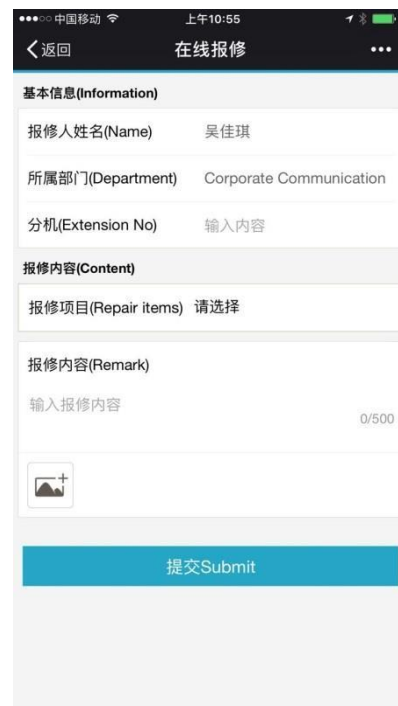 中国移动 上午10:55
返回 在线报修
基本信息(Information)
报修人姓名(Name) 吴佳琪
所属部门(Department) Corporate Communication
分机(Extension No) 输入内容
报修内容(Content)
报修项目(Repair items) 请选择
报修内容(Remark)
输入报修内容
0/500
提交Submit